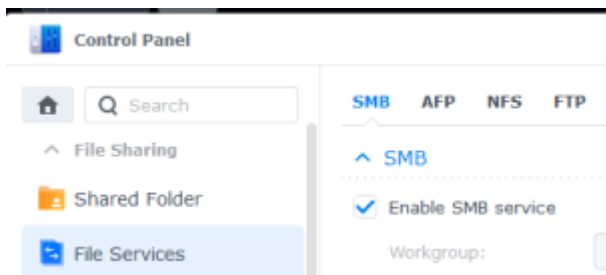 Control Panel
Search
File Sharing
Shared Folder
File Services
SMB AFP NFS FTP
SMB
Enable SMB service
Workgroup: